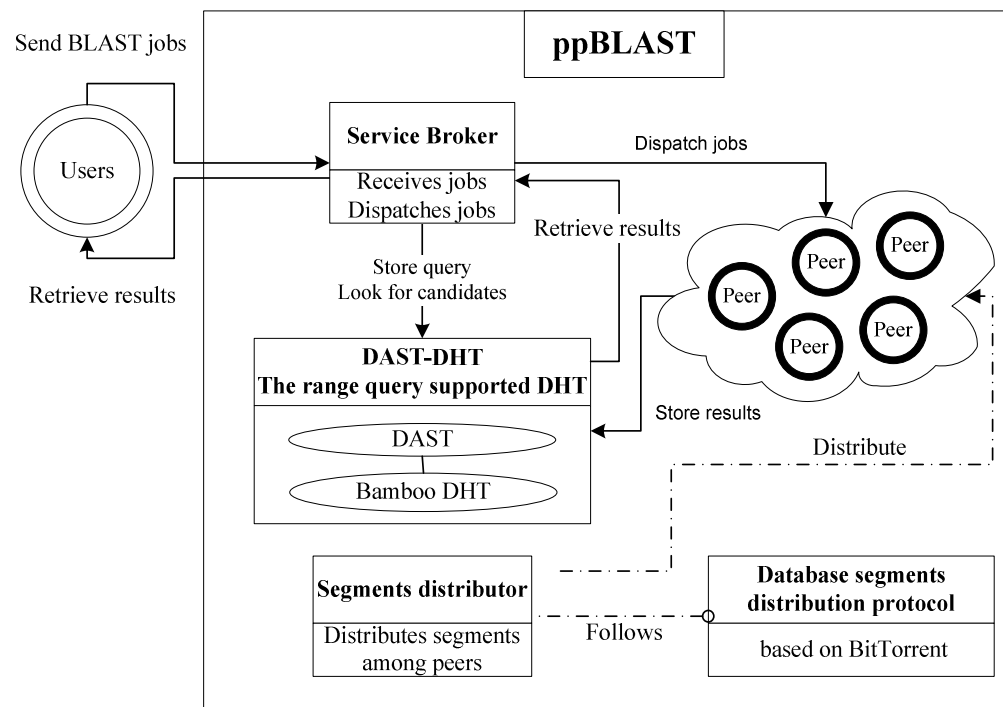 ppBLAST
Send BLAST jobs
Users
Retrieve results
Service Broker
Receives jobs
Dispatches jobs
Dispatch jobs
Retrieve results
Store query
Look for candidates
Peer
Peer
Peer
Peer
Peer
DAST-DHT
The range query supported DHT
DAST
Bamboo DHT
Store results
Distribute
Segments distributor
Distributes segments
among peers
Follows
Database segments
distribution protocol
based on BitTorrent